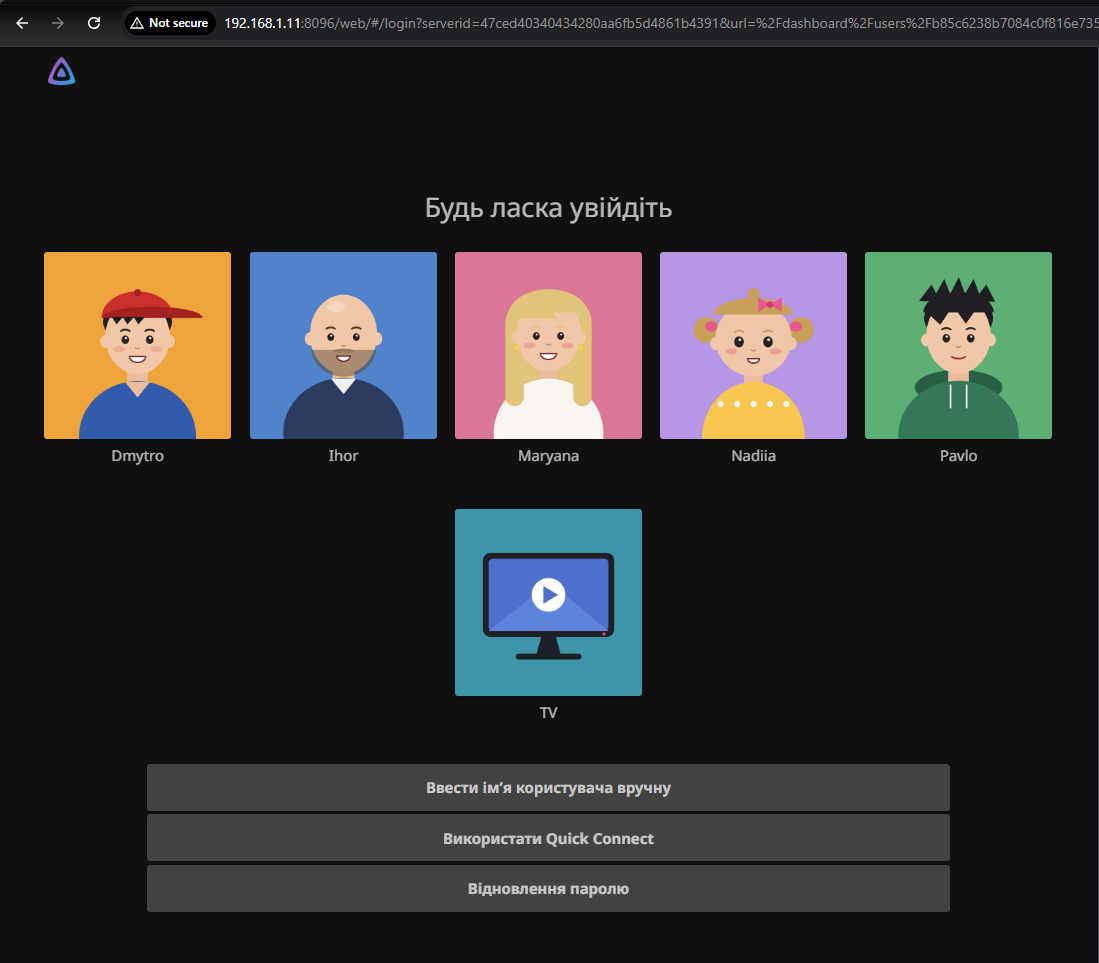 Not secure
192.168.1.11:8096/web/#/login?serverid=47ced40340434280aa6fb5d4861b4391&url=%2Fdashboard%2Fusers%2Fb85c6238b7084c0f816e735
Будь ласка увійдіть
Dmytro
Ihor
Maryana
Nadiia
Pavlo
TV
Ввести ім’я користувача вручну
Використати Quick Connect
Відновлення паролю